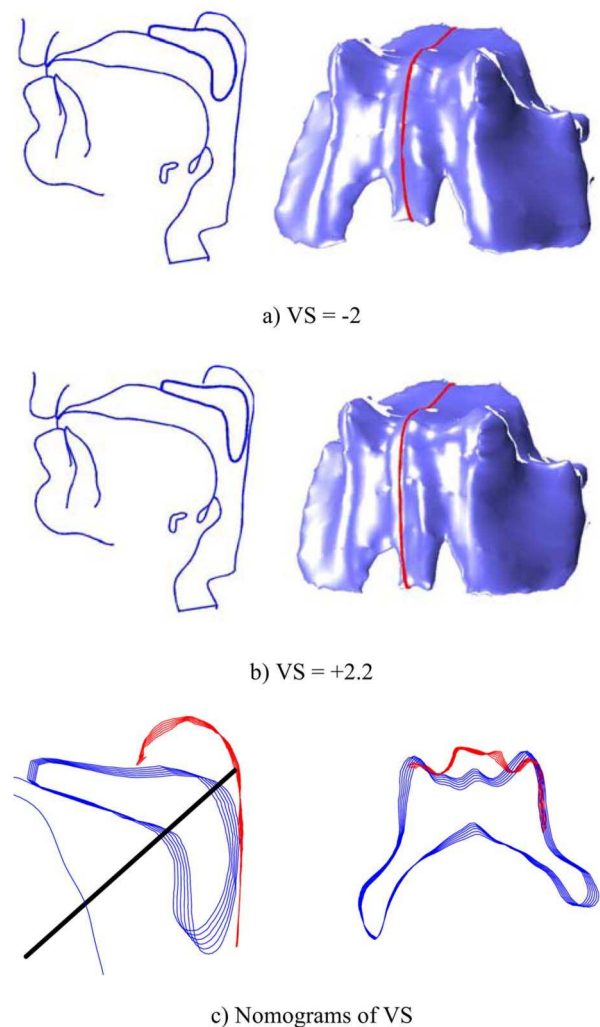 a) VS = -2
b) VS = +2.2
c) Nomograms of VS